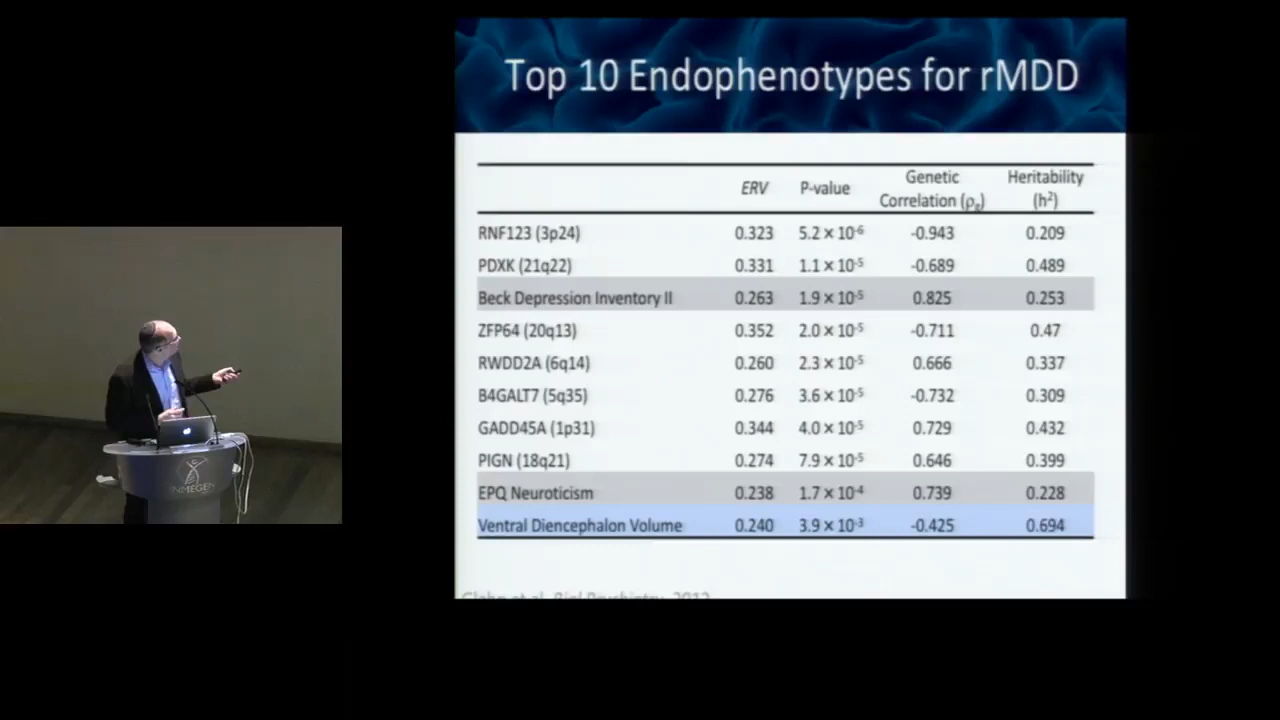 Top 10 Endophenotypes for rMDD
ERV P-value Genetic Correlation (ρg) Heritability (h²)
RNF123 (3p24) 0.323 5.2 × 10⁻⁶ -0.943 0.209
PDXK (21q22) 0.331 1.1 × 10⁻⁵ -0.689 0.489
Beck Depression Inventory II 0.263 1.9 × 10⁻⁵ 0.825 0.253
ZFP64 (20q13) 0.352 2.0 × 10⁻⁵ -0.711 0.47
RWDD2A (6q14) 0.260 2.3 × 10⁻⁵ 0.666 0.337
B4GALT7 (5q35) 0.276 3.6 × 10⁻⁵ -0.732 0.309
GADD45A (1p31) 0.344 4.0 × 10⁻⁵ 0.729 0.432
PIGN (18q21) 0.274 7.9 × 10⁻⁵ 0.646 0.399
EPQ Neuroticism 0.238 1.7 × 10⁻⁴ 0.739 0.228
Ventral Diencephalon Volume 0.240 3.9 × 10⁻³ -0.425 0.694
INMEGEN